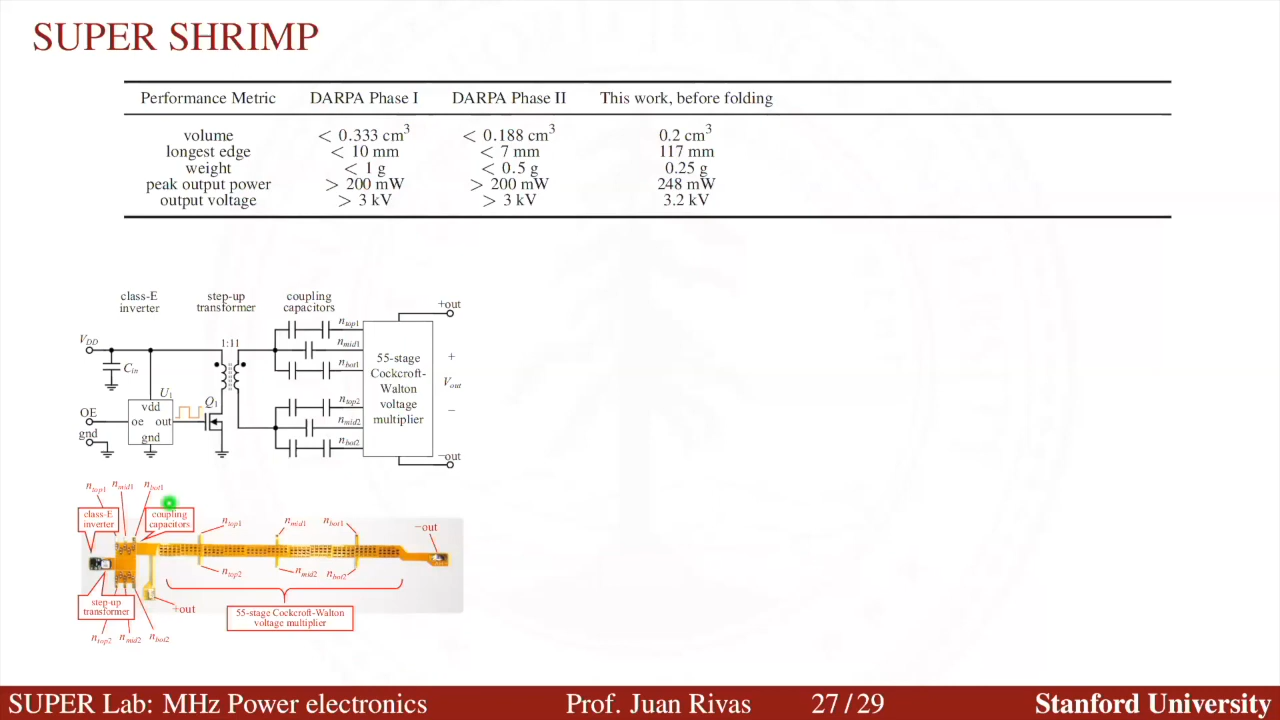 SUPER SHRIMP
Performance Metric DARPA Phase I DARPA Phase II This work, before folding
volume < 0.333 cm³ < 0.188 cm³ 0.2 cm³
longest edge < 10 mm < 7 mm 117 mm
weight < 1 g < 0.5 g 0.25 g
peak output power > 200 mW > 200 mW 248 mW
output voltage > 3 kV > 3 kV 3.2 kV
class-E
inverter
step-up
transformer
coupling
capacitors
VDD
Cin
U1
vdd
oe out
gnd
OE
gnd
Q1
1:11
ntop1
nmid1
nbot1
ntop2
nmid2
nbot2
55-stage
Cockcroft-
Walton
voltage
multiplier
+out
+
Vout
−
−out
ntop1 nmid1 nbot1
class-E
inverter
coupling
capacitors
ntop1 nmid1 nbot1 −out
step-up
transformer
ntop2 nmid2 nbot2
+out
55-stage Cockcroft-Walton
voltage multiplier
ntop2 nmid2 nbot2
SUPER Lab: MHz Power electronics Prof. Juan Rivas 27 / 29 Stanford University